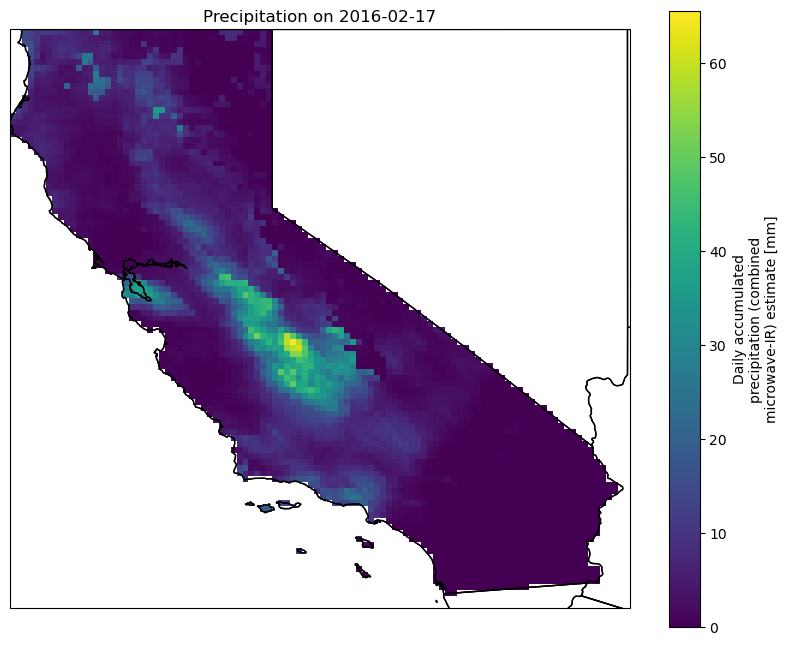 Precipitation on 2016-02-17
60
50
40
30
20
10
0
Daily accumulated
precipitation (combined
microwave-IR) estimate [mm]